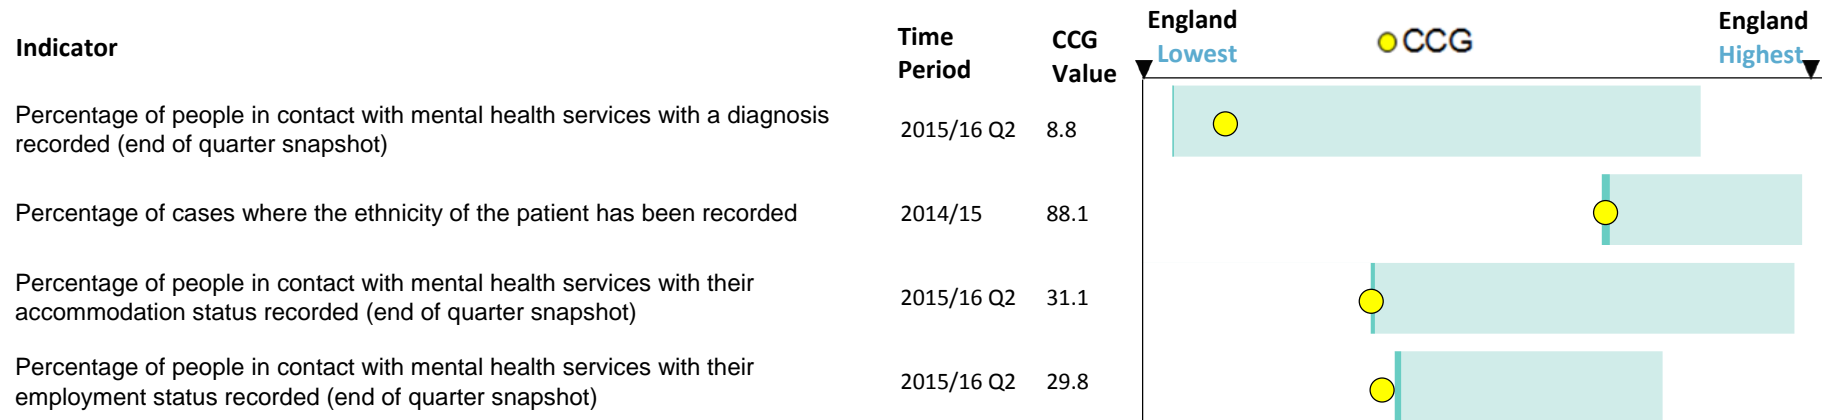 Indicator
Time
Period
CCG
Value
England
Lowest
CCG
England
Highest
Percentage of people in contact with mental health services with a diagnosis
recorded (end of quarter snapshot)
2015/16 Q2
8.8
Percentage of cases where the ethnicity of the patient has been recorded
2014/15
88.1
Percentage of people in contact with mental health services with their
accommodation status recorded (end of quarter snapshot)
2015/16 Q2
31.1
Percentage of people in contact with mental health services with their
employment status recorded (end of quarter snapshot)
2015/16 Q2
29.8